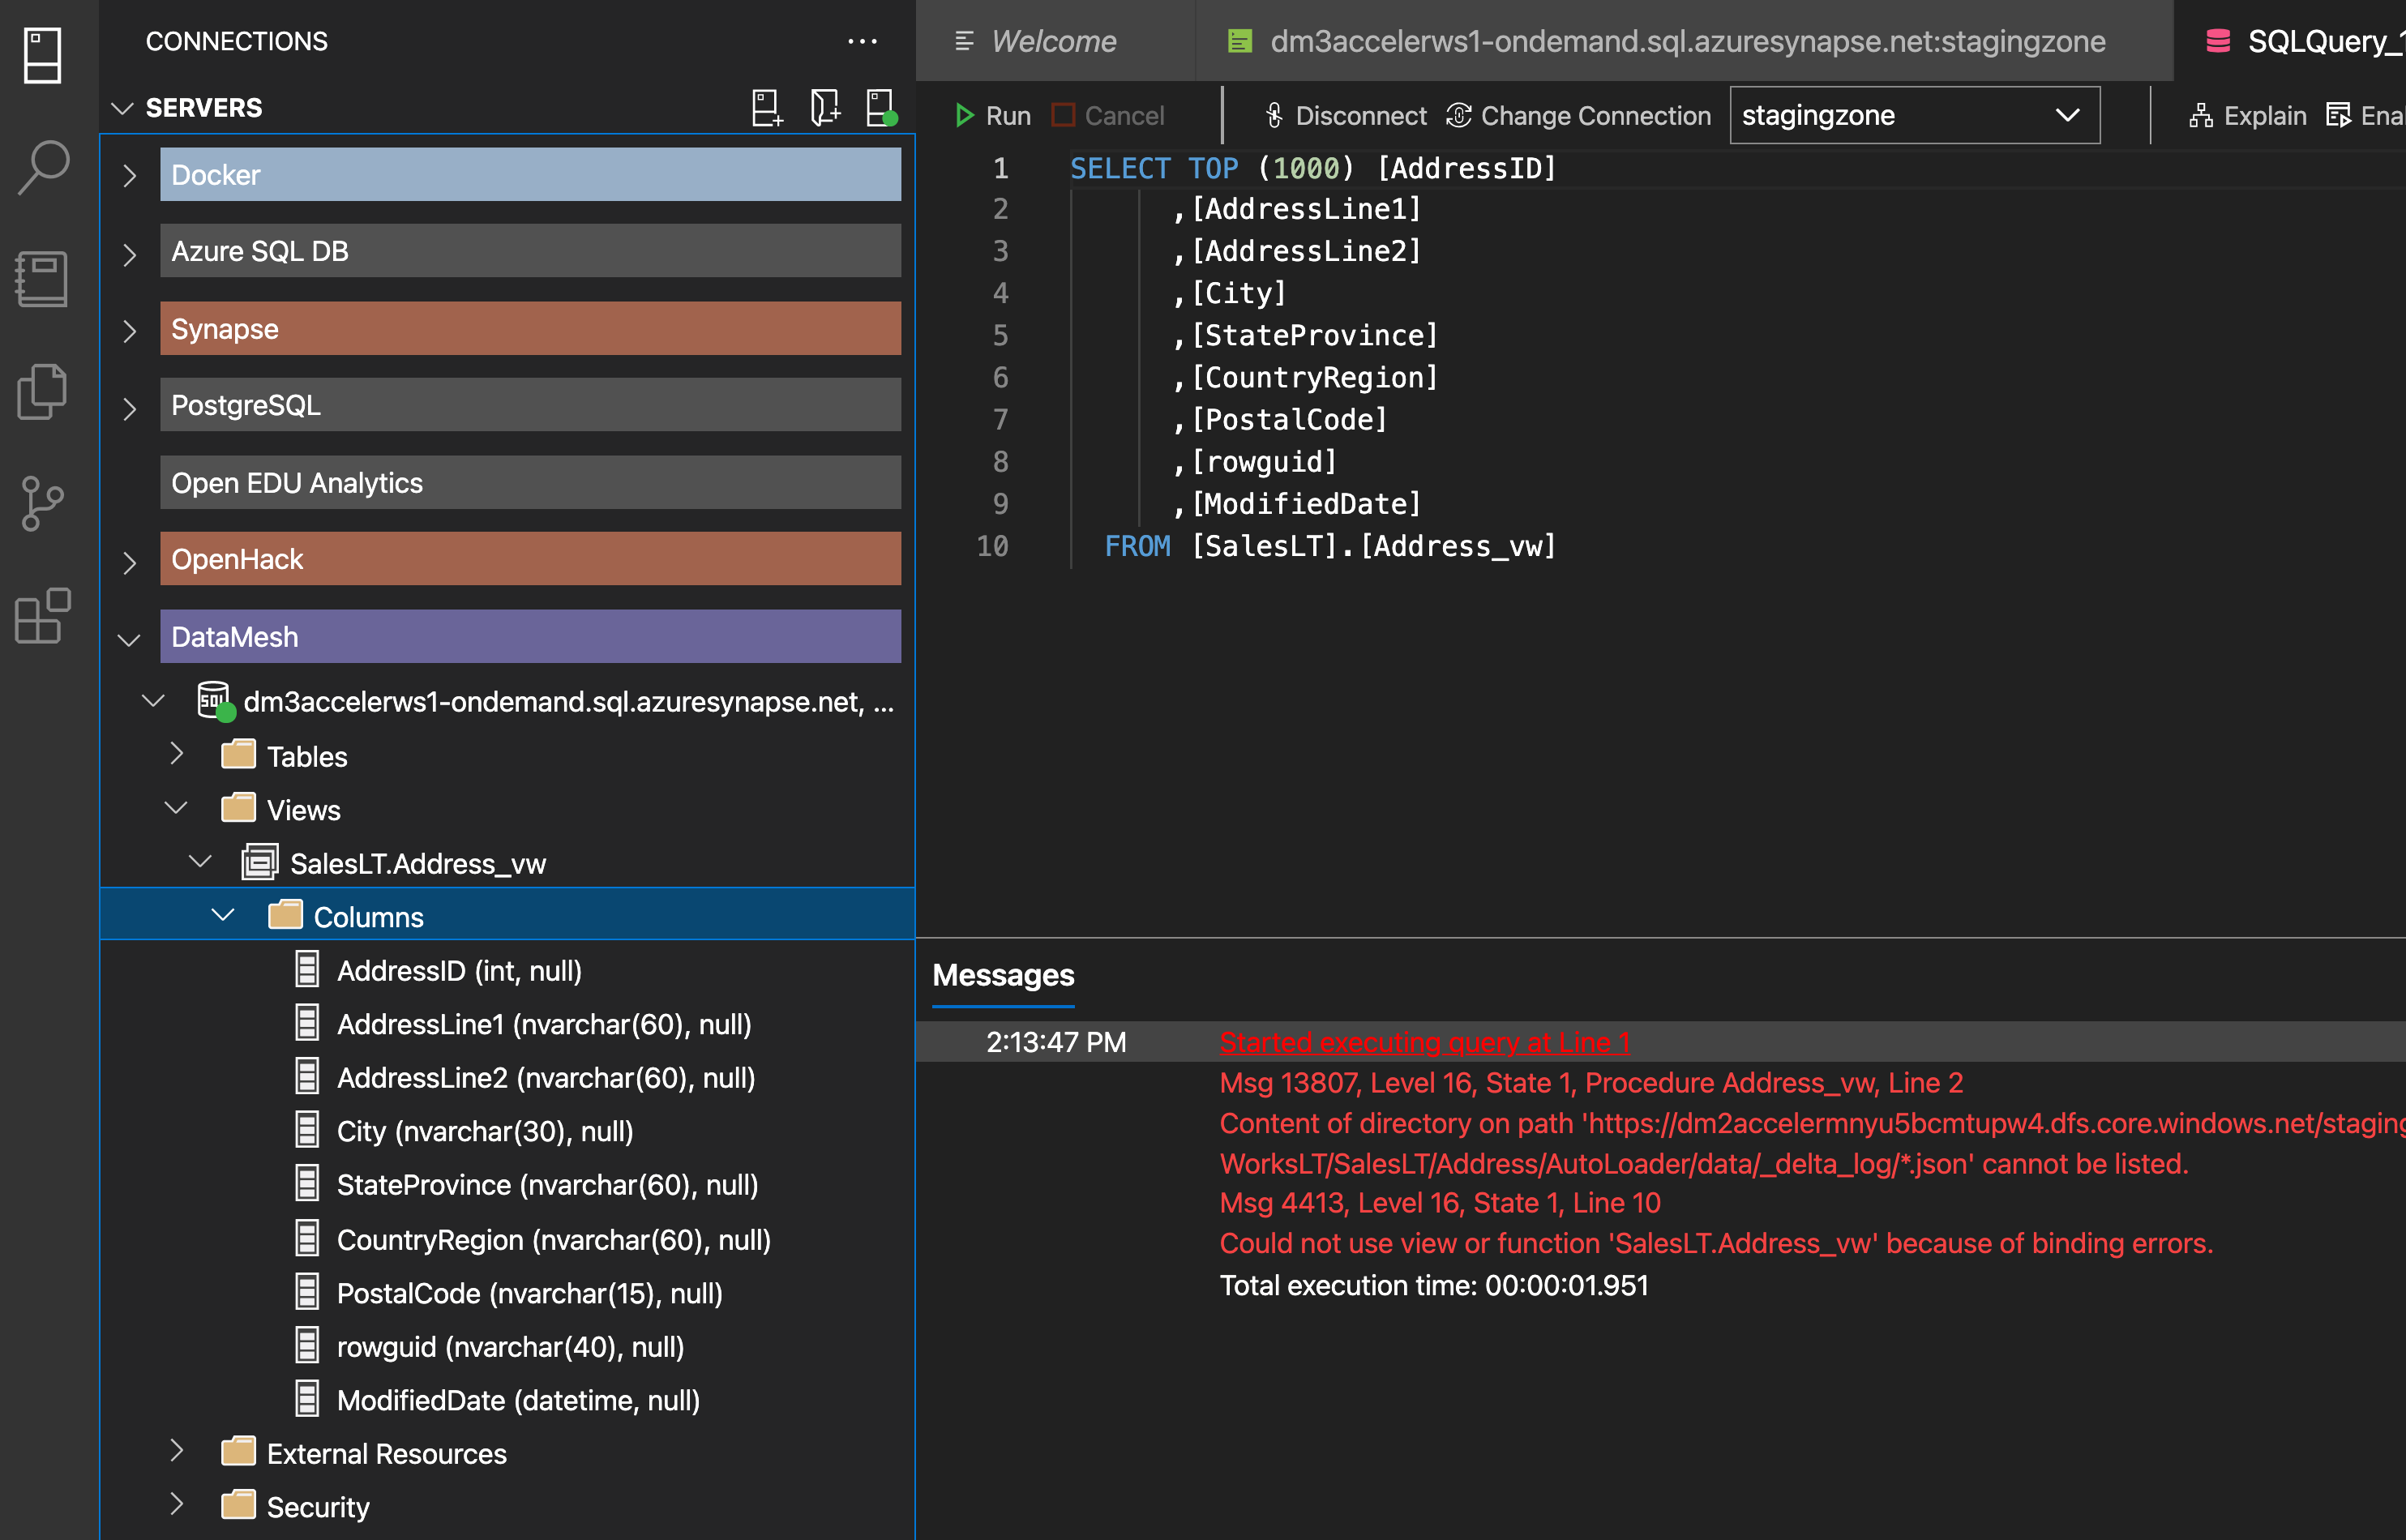 CONNECTIONS
SERVERS
Docker
Azure SQL DB
Synapse
PostgreSQL
Open EDU Analytics
OpenHack
DataMesh
SQL
dm3accelerws1-ondemand.sql.azuresynapse.net, ...
Tables
Views
SalesLT.Address_vw
Columns
AddressID (int, null)
AddressLine1 (nvarchar(60), null)
AddressLine2 (nvarchar(60), null)
City (nvarchar(30), null)
StateProvince (nvarchar(60), null)
CountryRegion (nvarchar(60), null)
PostalCode (nvarchar(15), null)
rowguid (nvarchar(40), null)
ModifiedDate (datetime, null)
External Resources
Security
Welcome
dm3accelerws1-ondemand.sql.azuresynapse.net:stagingzone
SQLQuery_1
Run Cancel Disconnect Change Connection stagingzone Explain Ena
1 SELECT TOP (1000) [AddressID]
2 ,[AddressLine1]
3 ,[AddressLine2]
4 ,[City]
5 ,[StateProvince]
6 ,[CountryRegion]
7 ,[PostalCode]
8 ,[rowguid]
9 ,[ModifiedDate]
10 FROM [SalesLT].[Address_vw]
Messages
2:13:47 PM Started executing query at Line 1
Msg 13807, Level 16, State 1, Procedure Address_vw, Line 2
Content of directory on path 'https://dm2accelermnyu5bcmtupw4.dfs.core.windows.net/staging
WorksLT/SalesLT/Address/AutoLoader/data/_delta_log/*.json' cannot be listed.
Msg 4413, Level 16, State 1, Line 10
Could not use view or function 'SalesLT.Address_vw' because of binding errors.
Total execution time: 00:00:01.951